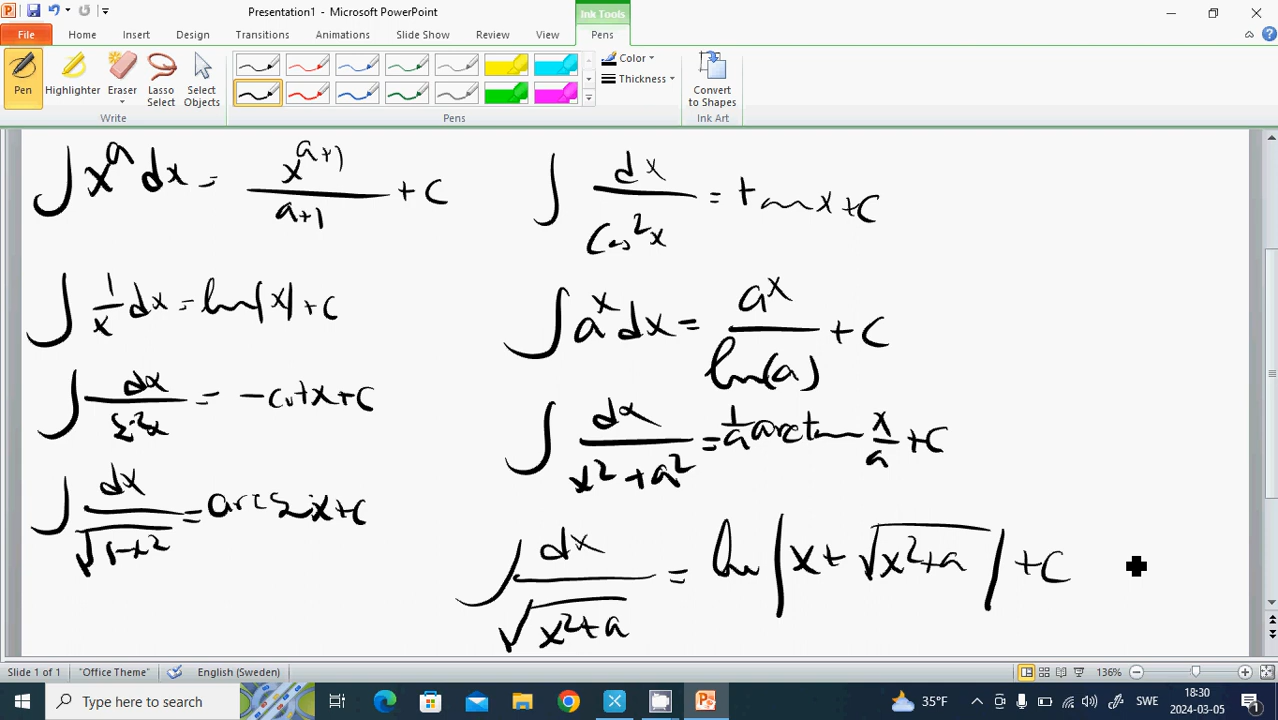 Presentation1 - Microsoft PowerPoint
Ink Tools
File Home Insert Design Transitions Animations Slide Show Review View Pens
Pen Highlighter Eraser Lasso Select Select Objects Color Thickness Convert to Shapes
Write Pens Ink Art
∫ x^a dx = x^(a+1)/(a+1) + C
∫ dx/cos²x = tan x + C
∫ 1/x dx = ln|x| + C
∫ a^x dx = a^x/ln(a) + C
∫ dx/sin²x = -cot x + C
∫ dx/(x²+a²) = 1/a arctan x/a + C
∫ dx/√(1-x²) = arcsin x + C
∫ dx/√(x²+a) = ln|x+√(x²+a)| + C
Slide 1 of 1 "Office Theme" English (Sweden) 136%
Type here to search 35°F SWE 18:30
2024-03-05